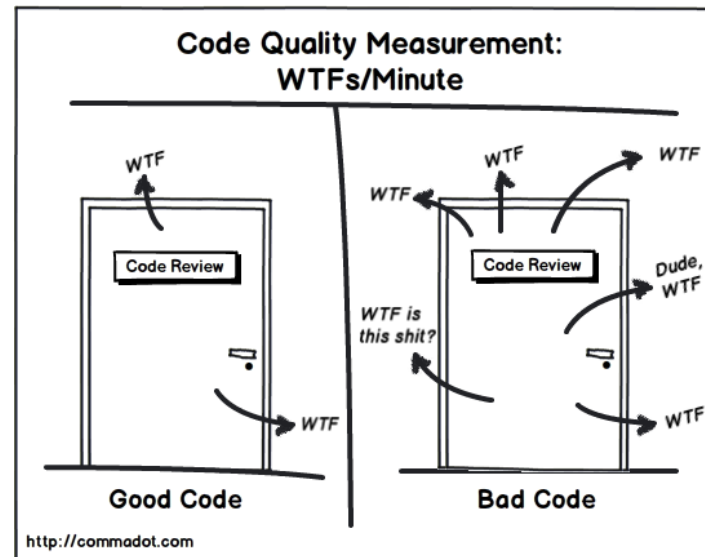 Code Quality Measurement:
WTFs/Minute
WTF
Code Review
WTF
Good Code
WTF
WTF
WTF
Code Review
Dude,
WTF
WTF is
this shit?
WTF
Bad Code
http://commadot.com